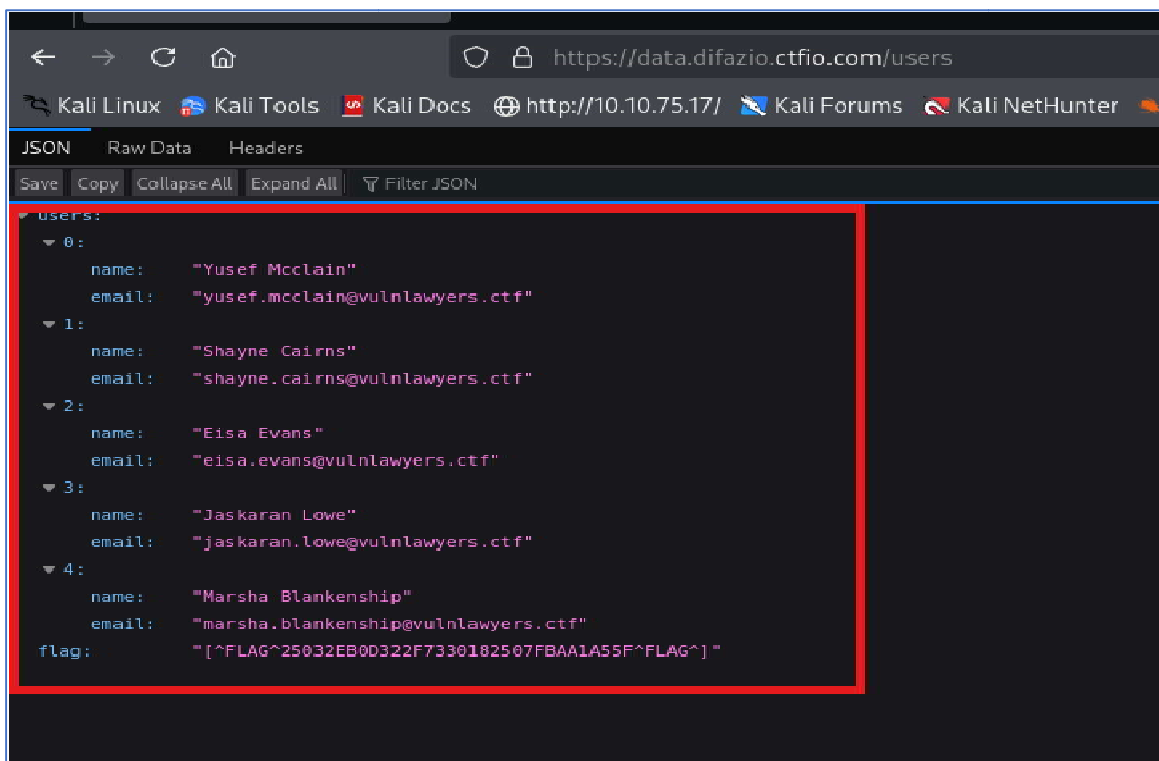 https://data.difazio.ctfio.com/users
Kali Linux Kali Tools Kali Docs http://10.10.75.17/ Kali Forums Kali NetHunter
JSON Raw Data Headers
Save Copy Collapse All Expand All Filter JSON
users:
0:
name: "Yusef Mcclain"
email: "yusef.mcclain@vulnlawyers.ctf"
1:
name: "Shayne Cairns"
email: "shayne.cairns@vulnlawyers.ctf"
2:
name: "Eisa Evans"
email: "eisa.evans@vulnlawyers.ctf"
3:
name: "Jaskaran Lowe"
email: "jaskaran.lowe@vulnlawyers.ctf"
4:
name: "Marsha Blankenship"
email: "marsha.blankenship@vulnlawyers.ctf"
flag: "[^FLAG^25032EB0D322F7330182507FBAA1A55F^FLAG^]"